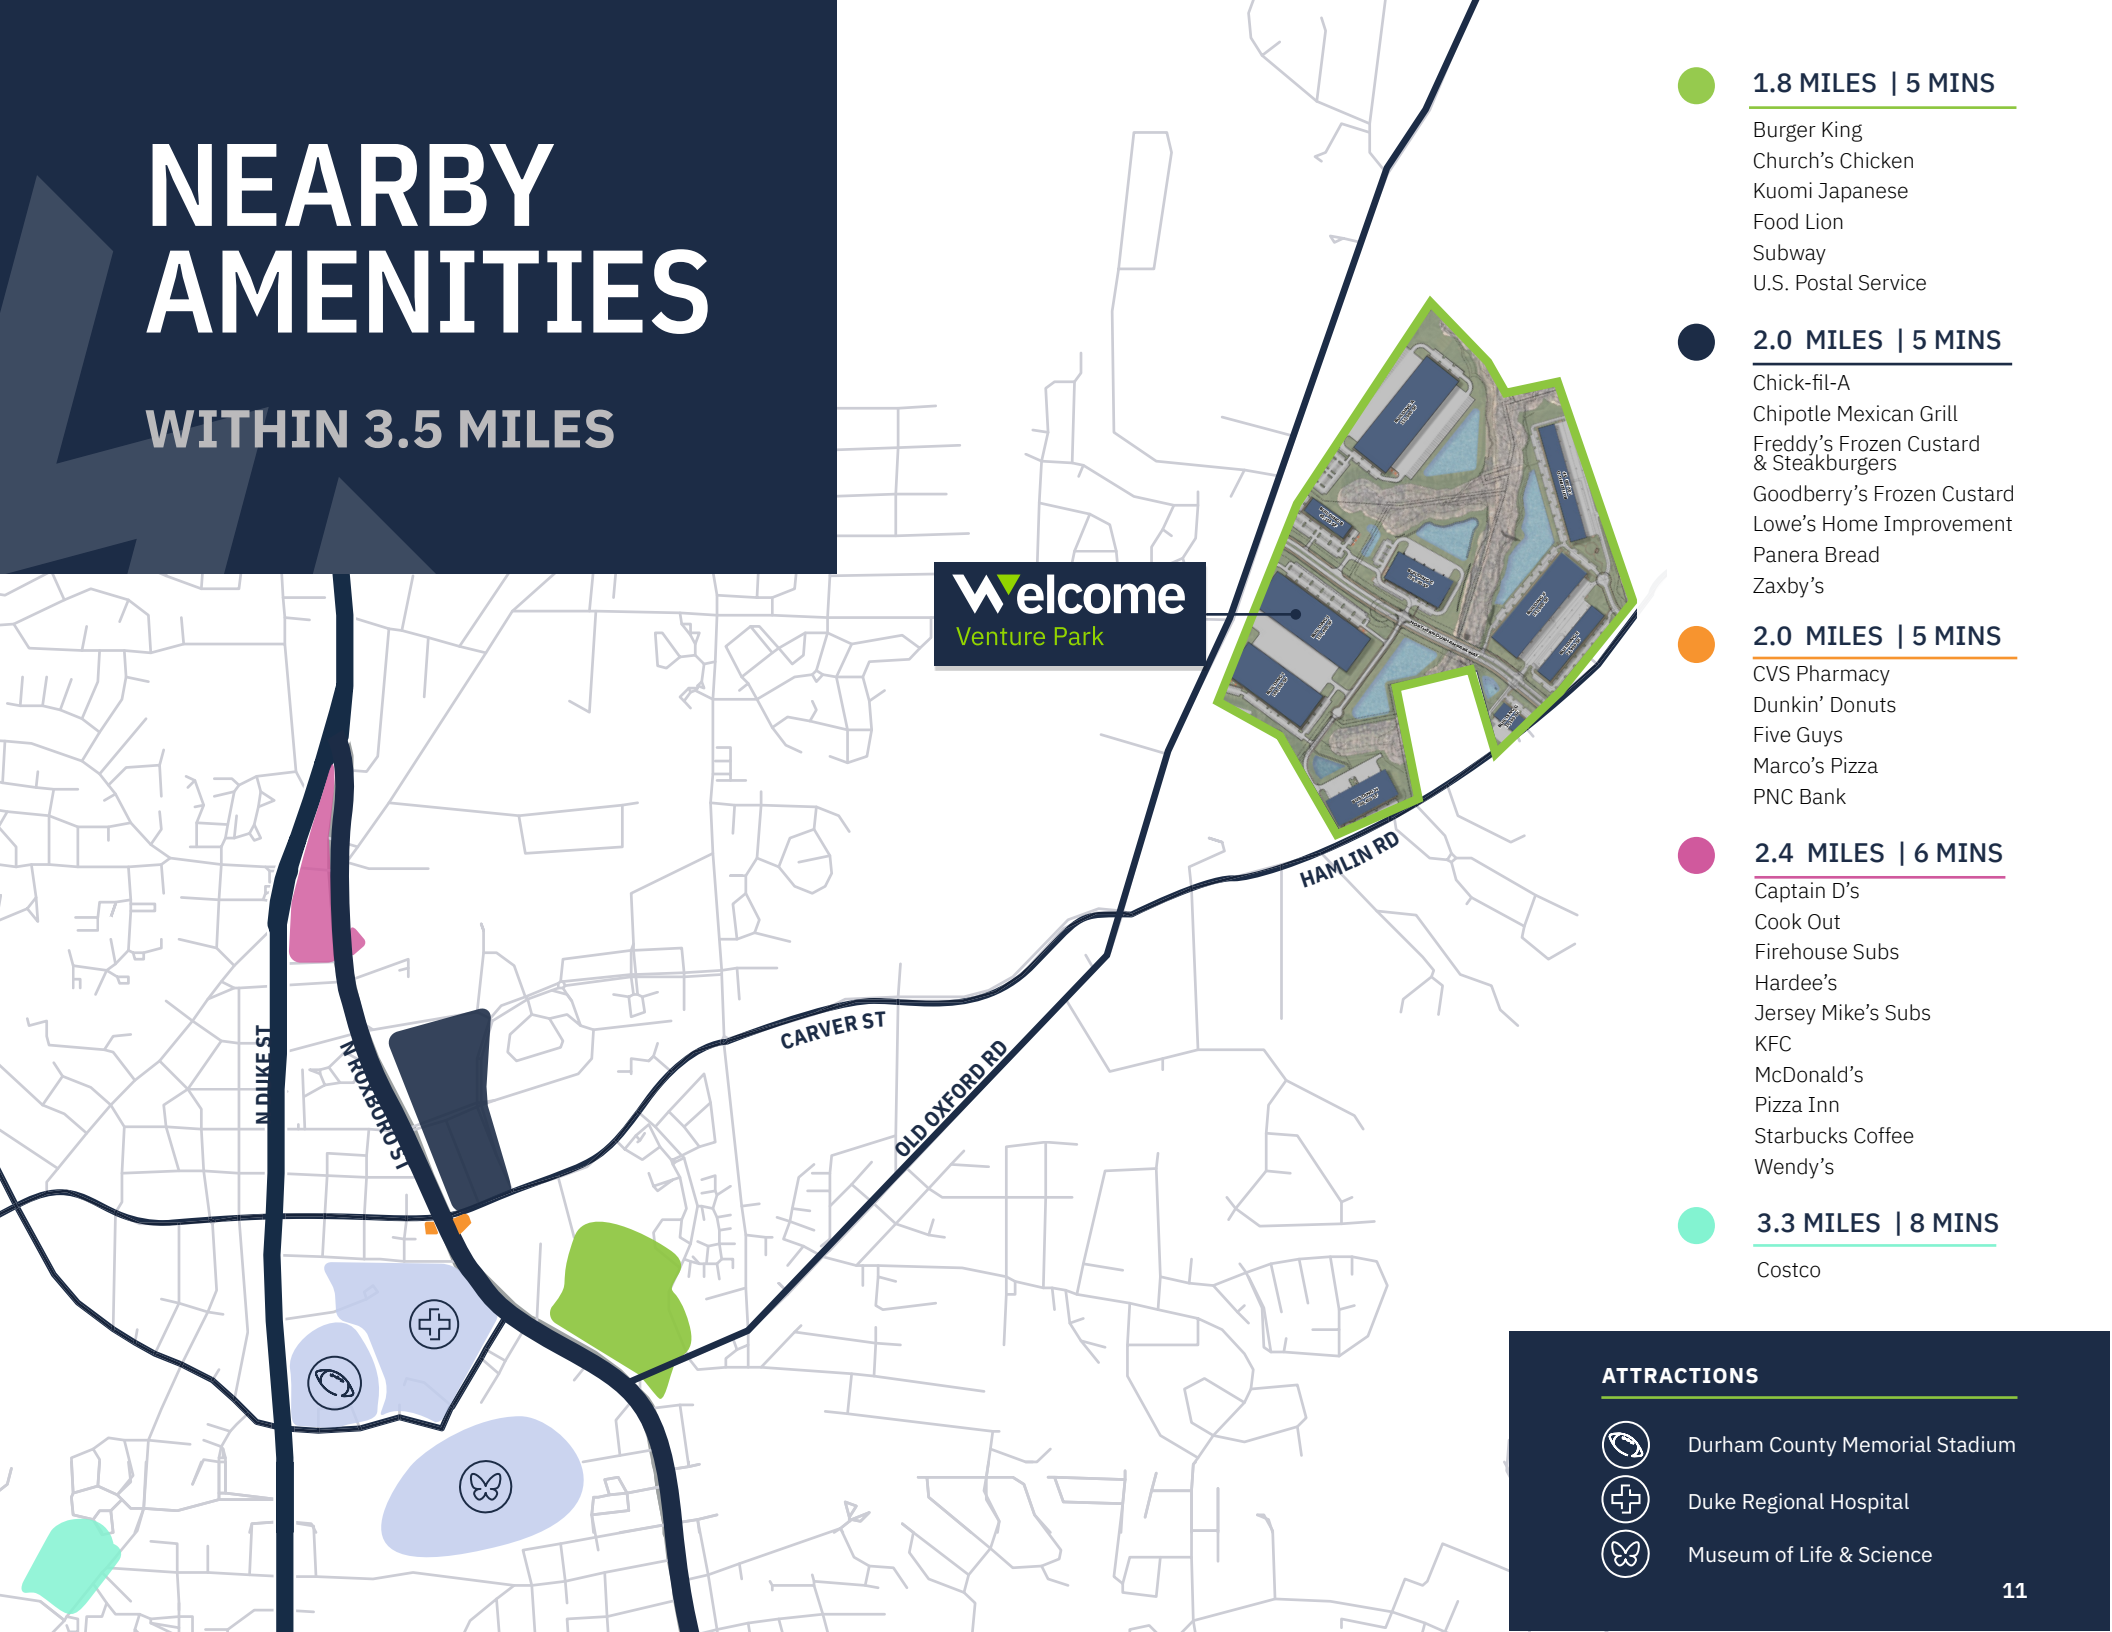 NEARBY
AMENITIES
WITHIN 3.5 MILES
Welcome
Venture Park
HAMLIN RD
CARVER ST
OLD OXFORD RD
N DUKE ST
N ROXBORO ST
1.8 MILES | 5 MINS
Burger King
Church's Chicken
Kuomi Japanese
Food Lion
Subway
U.S. Postal Service
2.0 MILES | 5 MINS
Chick-fil-A
Chipotle Mexican Grill
Freddy's Frozen Custard
& Steakburgers
Goodberry's Frozen Custard
Lowe's Home Improvement
Panera Bread
Zaxby's
2.0 MILES | 5 MINS
CVS Pharmacy
Dunkin' Donuts
Five Guys
Marco's Pizza
PNC Bank
2.4 MILES | 6 MINS
Captain D's
Cook Out
Firehouse Subs
Hardee's
Jersey Mike's Subs
KFC
McDonald's
Pizza Inn
Starbucks Coffee
Wendy's
3.3 MILES | 8 MINS
Costco
ATTRACTIONS
Durham County Memorial Stadium
Duke Regional Hospital
Museum of Life & Science
11